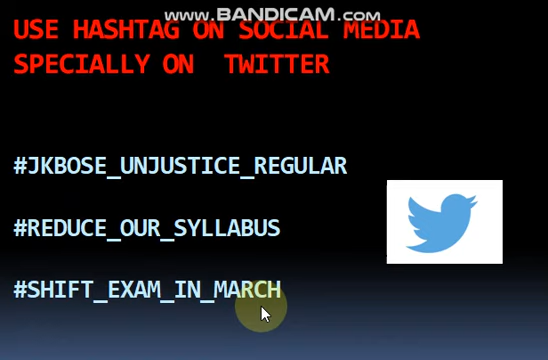 www.BANDICAM.com
USE HASHTAG ON SOCIAL MEDIA
SPECIALLY ON TWITTER
#JKBOSE_UNJUSTICE_REGULAR
#REDUCE_OUR_SYLLABUS
#SHIFT_EXAM_IN_MARCH